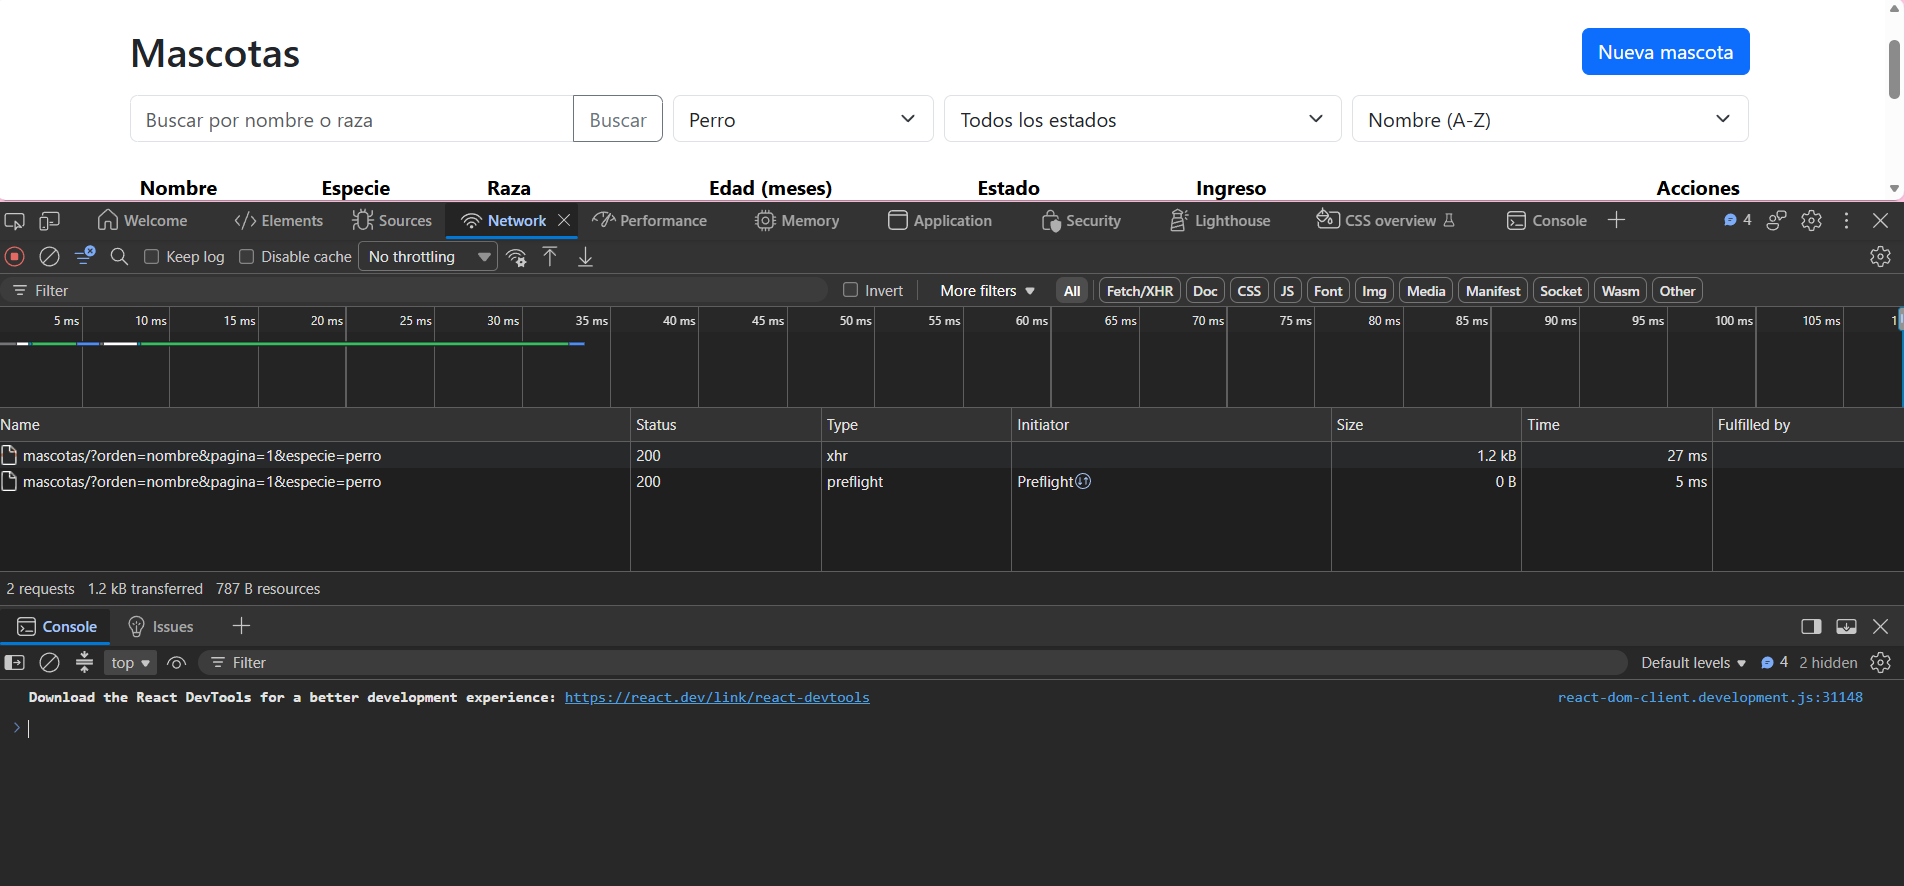 Mascotas
Nueva mascota
Buscar por nombre o raza Buscar Perro Todos los estados Nombre (A-Z)
Nombre Especie Raza Edad (meses) Estado Ingreso Acciones
Welcome Elements Sources Network Performance Memory Application Security Lighthouse CSS overview Console 4
Keep log Disable cache No throttling
Filter Invert More filters All Fetch/XHR Doc CSS JS Font Img Media Manifest Socket Wasm Other
5 ms 10 ms 15 ms 20 ms 25 ms 30 ms 35 ms 40 ms 45 ms 50 ms 55 ms 60 ms 65 ms 70 ms 75 ms 80 ms 85 ms 90 ms 95 ms 100 ms 105 ms 1
Name Status Type Initiator Size Time Fulfilled by
mascotas/?orden=nombre&pagina=1&especie=perro 200 xhr 1.2 kB 27 ms
mascotas/?orden=nombre&pagina=1&especie=perro 200 preflight Preflight 0 B 5 ms
2 requests 1.2 kB transferred 787 B resources
Console Issues
top Filter Default levels 4 2 hidden
Download the React DevTools for a better development experience: https://react.dev/link/react-devtools react-dom-client.development.js:31148